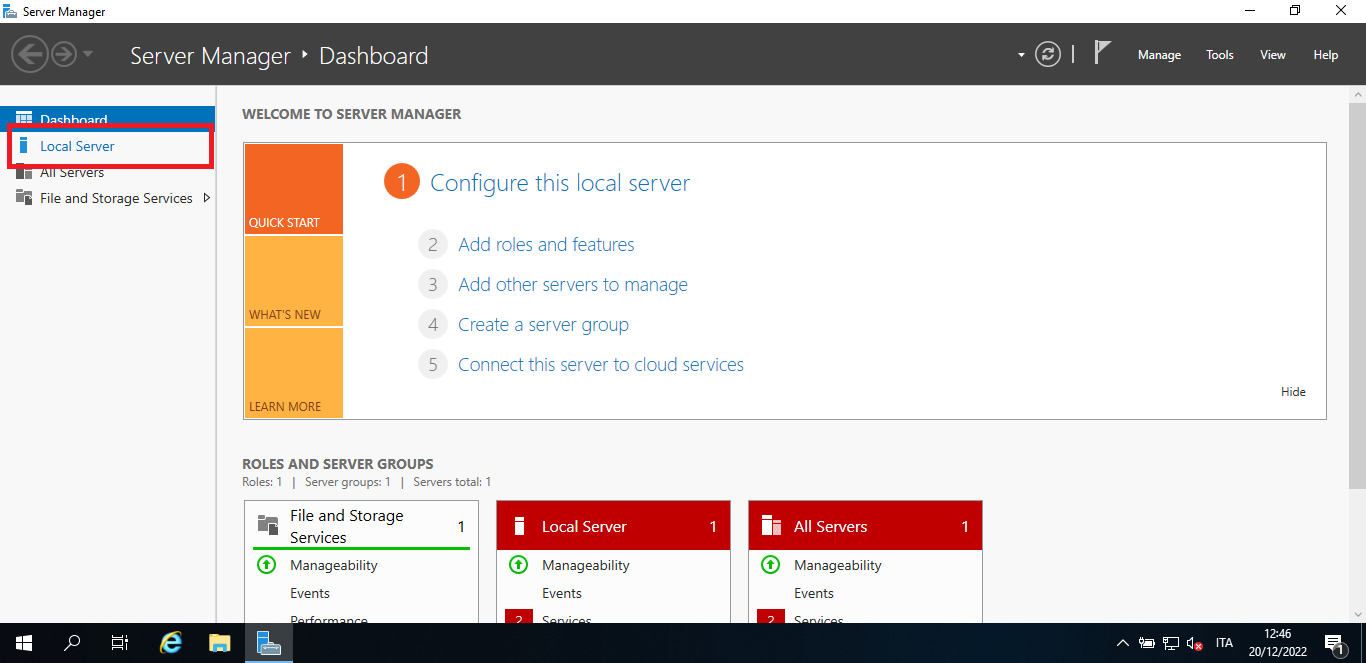 Server Manager
Server Manager ‣ Dashboard
Manage Tools View Help
Dashboard
Local Server
All Servers
File and Storage Services
WELCOME TO SERVER MANAGER
QUICK START
WHAT'S NEW
LEARN MORE
1 Configure this local server
2 Add roles and features
3 Add other servers to manage
4 Create a server group
5 Connect this server to cloud services
Hide
ROLES AND SERVER GROUPS
Roles: 1 | Server groups: 1 | Servers total: 1
File and Storage Services 1
Manageability
Events
Performance
Local Server 1
Manageability
Events
2 Services
All Servers 1
Manageability
Events
2 Services
ITA
12:46
20/12/2022
1